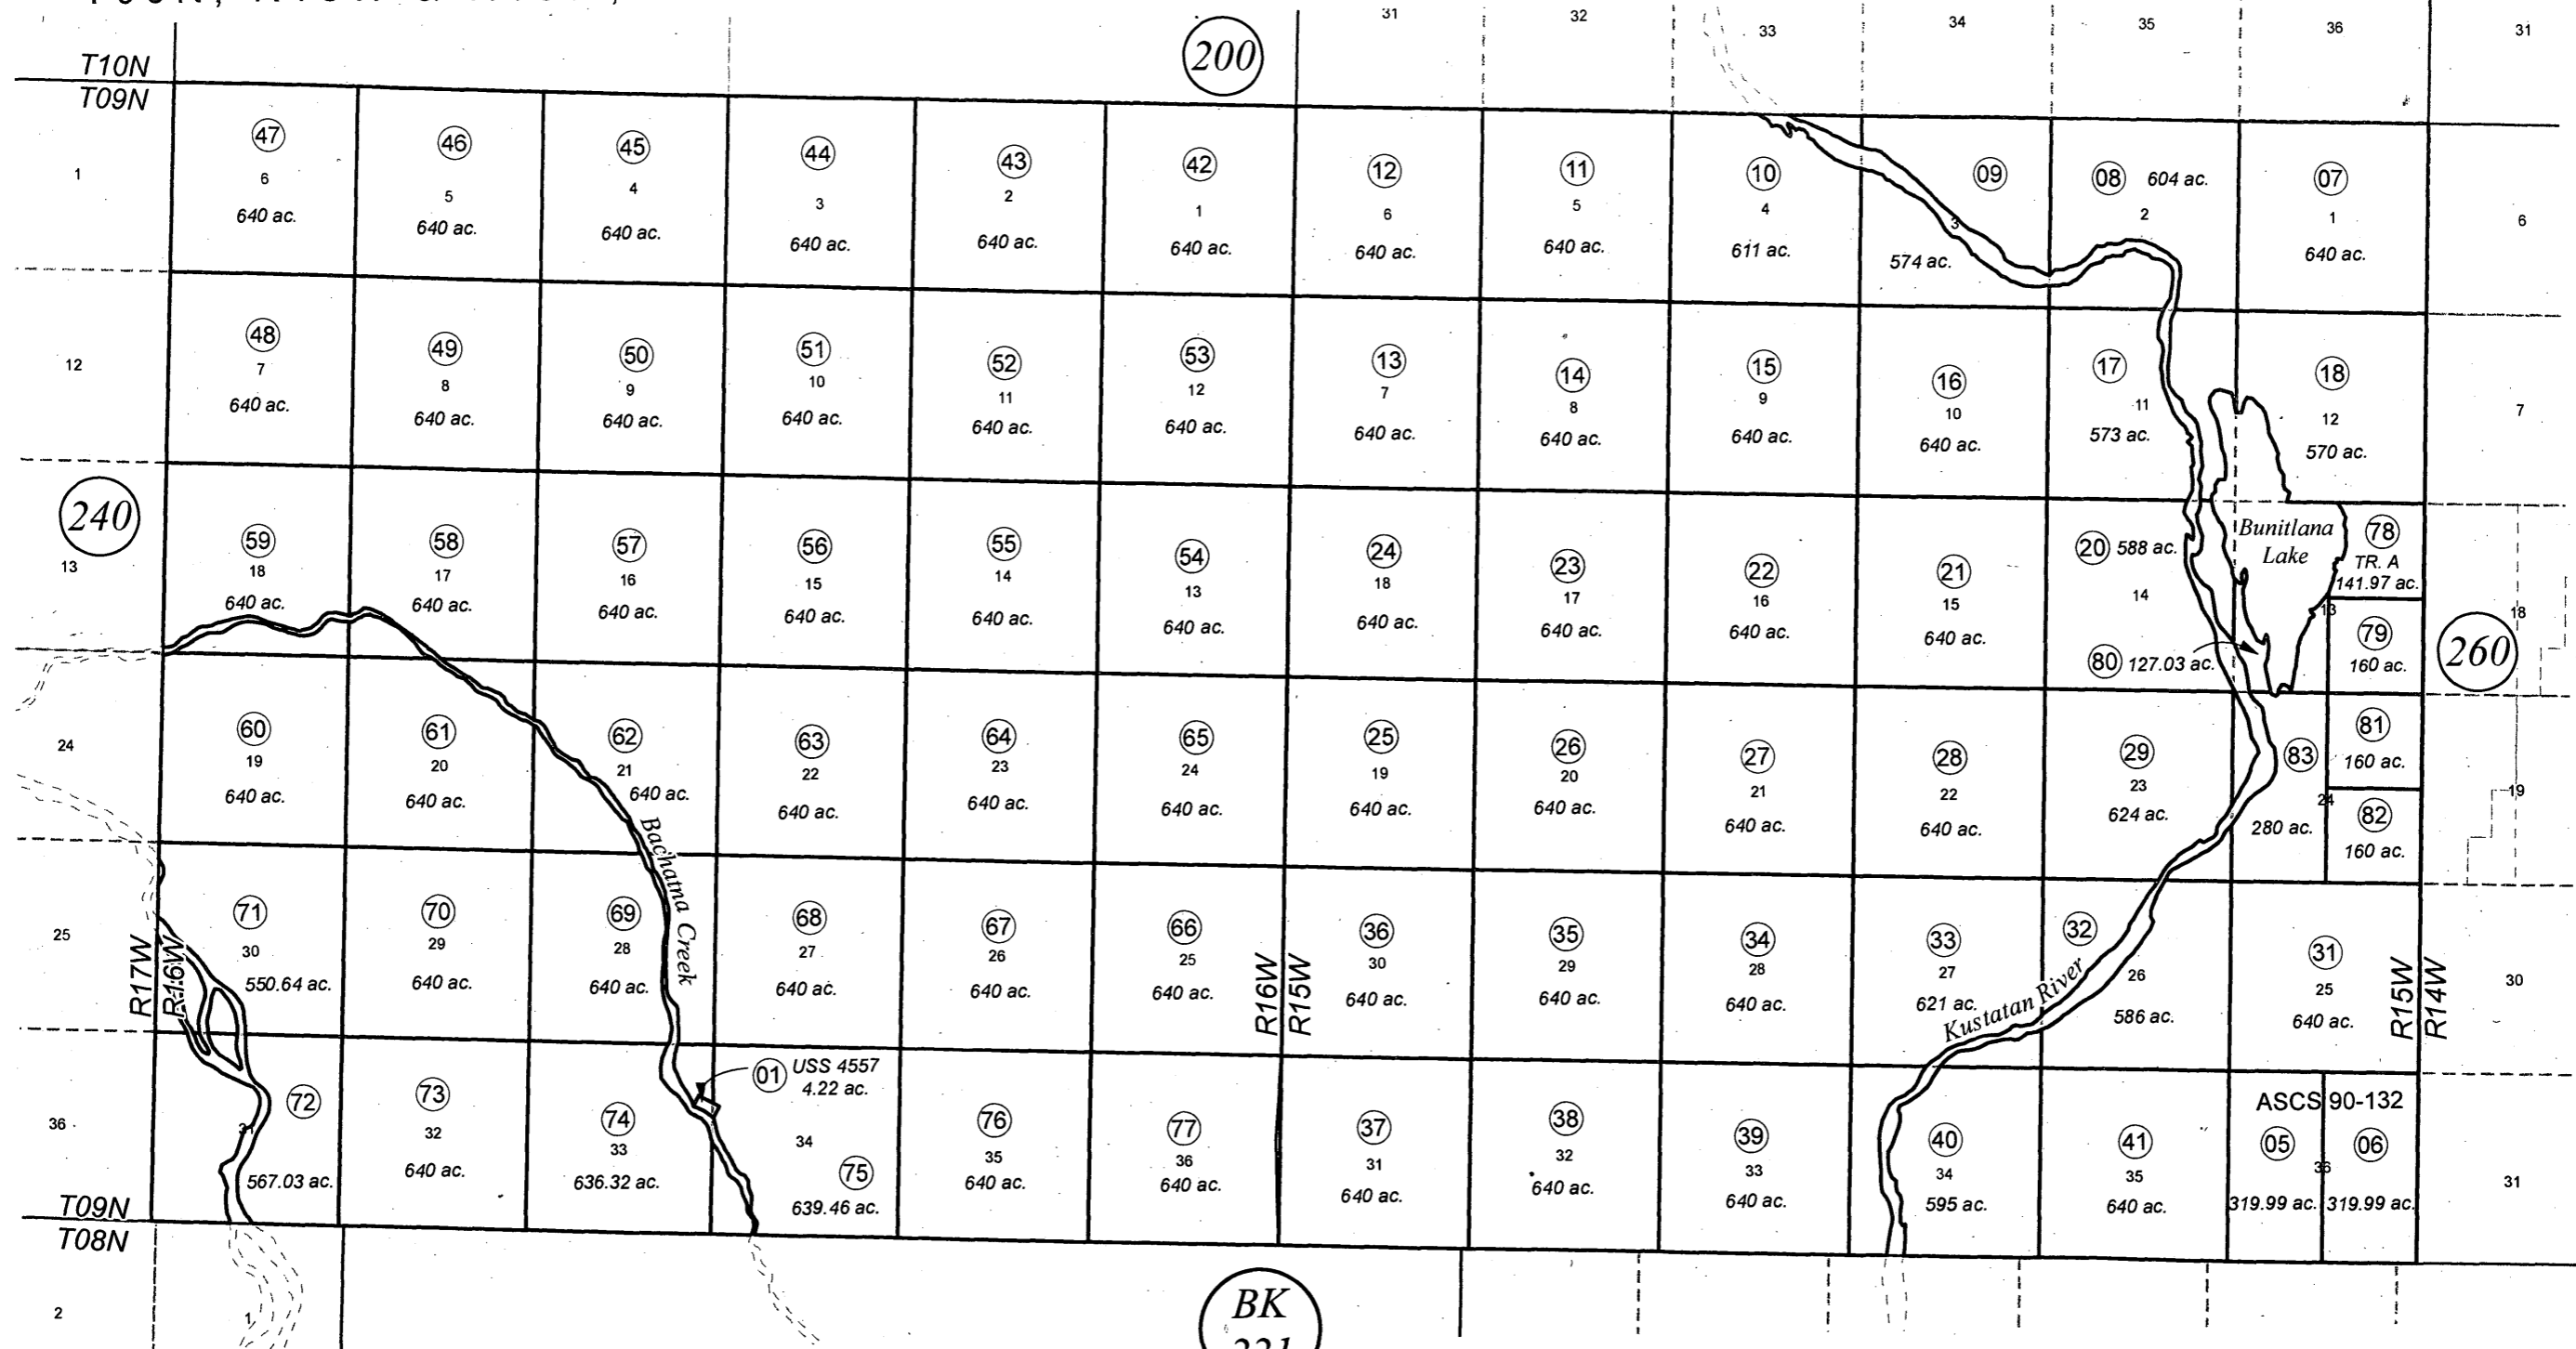 200
31
32
33
34
35
36
31
T10N
T09N
1
47
6
640 ac.
46
5
640 ac.
45
4
640 ac.
44
3
640 ac.
43
2
640 ac.
42
1
640 ac.
12
6
640 ac.
11
5
640 ac.
10
4
611 ac.
09
3
574 ac.
08 604 ac.
2
07
1
640 ac.
6
12
48
7
640 ac.
49
8
640 ac.
50
9
640 ac.
51
10
640 ac.
52
11
640 ac.
53
12
640 ac.
13
7
640 ac.
14
8
640 ac.
15
9
640 ac.
16
10
640 ac.
17
11
573 ac.
18
12
570 ac.
7
240
13
59
18
640 ac.
58
17
640 ac.
57
16
640 ac.
56
15
640 ac.
55
14
640 ac.
54
13
640 ac.
24
18
640 ac.
23
17
640 ac.
22
16
640 ac.
21
15
640 ac.
20 588 ac.
14
80 127.03 ac.
Bunitlana
Lake
78
TR. A
141.97 ac.
13
79
160 ac.
18
260
24
60
19
640 ac.
61
20
640 ac.
62
21
640 ac.
63
22
640 ac.
64
23
640 ac.
65
24
640 ac.
25
19
640 ac.
26
20
640 ac.
27
21
640 ac.
28
22
640 ac.
29
23
624 ac.
83
24
280 ac.
81
160 ac.
82
160 ac.
19
Bachatna Creek
25
R17W
R16W
71
30
550.64 ac.
70
29
640 ac.
69
28
640 ac.
68
27
640 ac.
67
26
640 ac.
66
25
640 ac.
R16W
R15W
36
30
640 ac.
35
29
640 ac.
34
28
640 ac.
33
27
621 ac.
Kustatan River
32
26
586 ac.
31
25
640 ac.
R15W
R14W
30
36
72
31
567.03 ac.
73
32
640 ac.
74
33
636.32 ac.
01 USS 4557
4.22 ac.
34
75
639.46 ac.
76
35
640 ac.
77
36
640 ac.
37
31
640 ac.
38
32
640 ac.
39
33
640 ac.
40
34
595 ac.
41
35
640 ac.
ASCS 90-132
05
06
36
319.99 ac.
319.99 ac.
31
T09N
T08N
2
1
BK